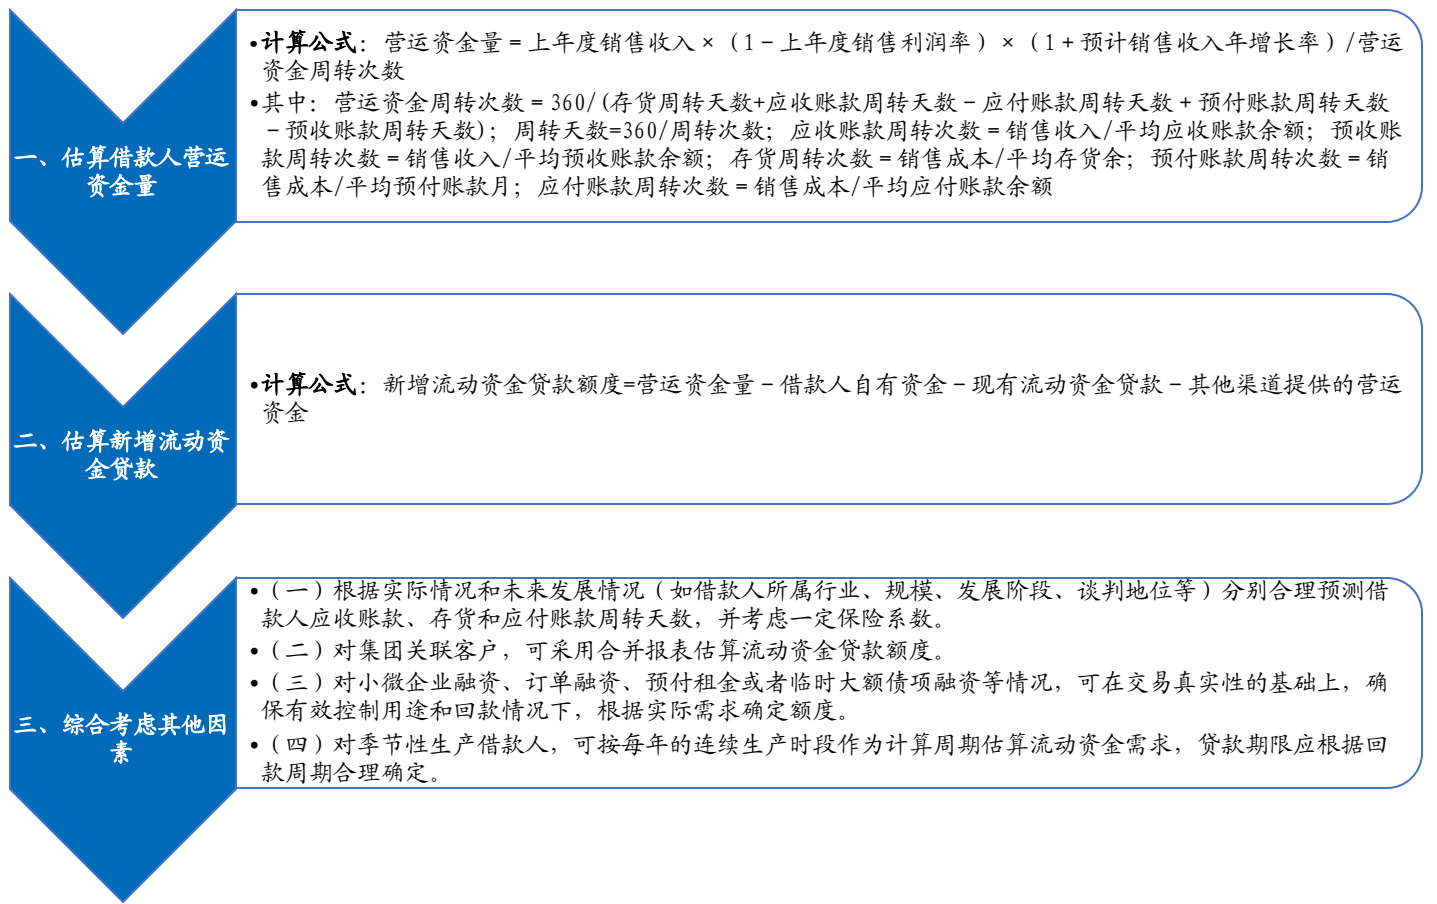 一、估算借款人营运
资金量
•计算公式：营运资金量＝上年度销售收入×（1－上年度销售利润率）×（1＋预计销售收入年增长率）/营运
资金周转次数
•其中：营运资金周转次数＝360/(存货周转天数+应收账款周转天数－应付账款周转天数＋预付账款周转天数
－预收账款周转天数)；周转天数=360/周转次数；应收账款周转次数＝销售收入/平均应收账款余额；预收账
款周转次数＝销售收入/平均预收账款余额；存货周转次数＝销售成本/平均存货余；预付账款周转次数＝销
售成本/平均预付账款月；应付账款周转次数＝销售成本/平均应付账款余额
二、估算新增流动资
金贷款
•计算公式：新增流动资金贷款额度=营运资金量－借款人自有资金－现有流动资金贷款－其他渠道提供的营运
资金
三、综合考虑其他因
素
•（一）根据实际情况和未来发展情况（如借款人所属行业、规模、发展阶段、谈判地位等）分别合理预测借
款人应收账款、存货和应付账款周转天数，并考虑一定保险系数。
•（二）对集团关联客户，可采用合并报表估算流动资金贷款额度。
•（三）对小微企业融资、订单融资、预付租金或者临时大额债项融资等情况，可在交易真实性的基础上，确
保有效控制用途和回款情况下，根据实际需求确定额度。
•（四）对季节性生产借款人，可按每年的连续生产时段作为计算周期估算流动资金需求，贷款期限应根据回
款周期合理确定。